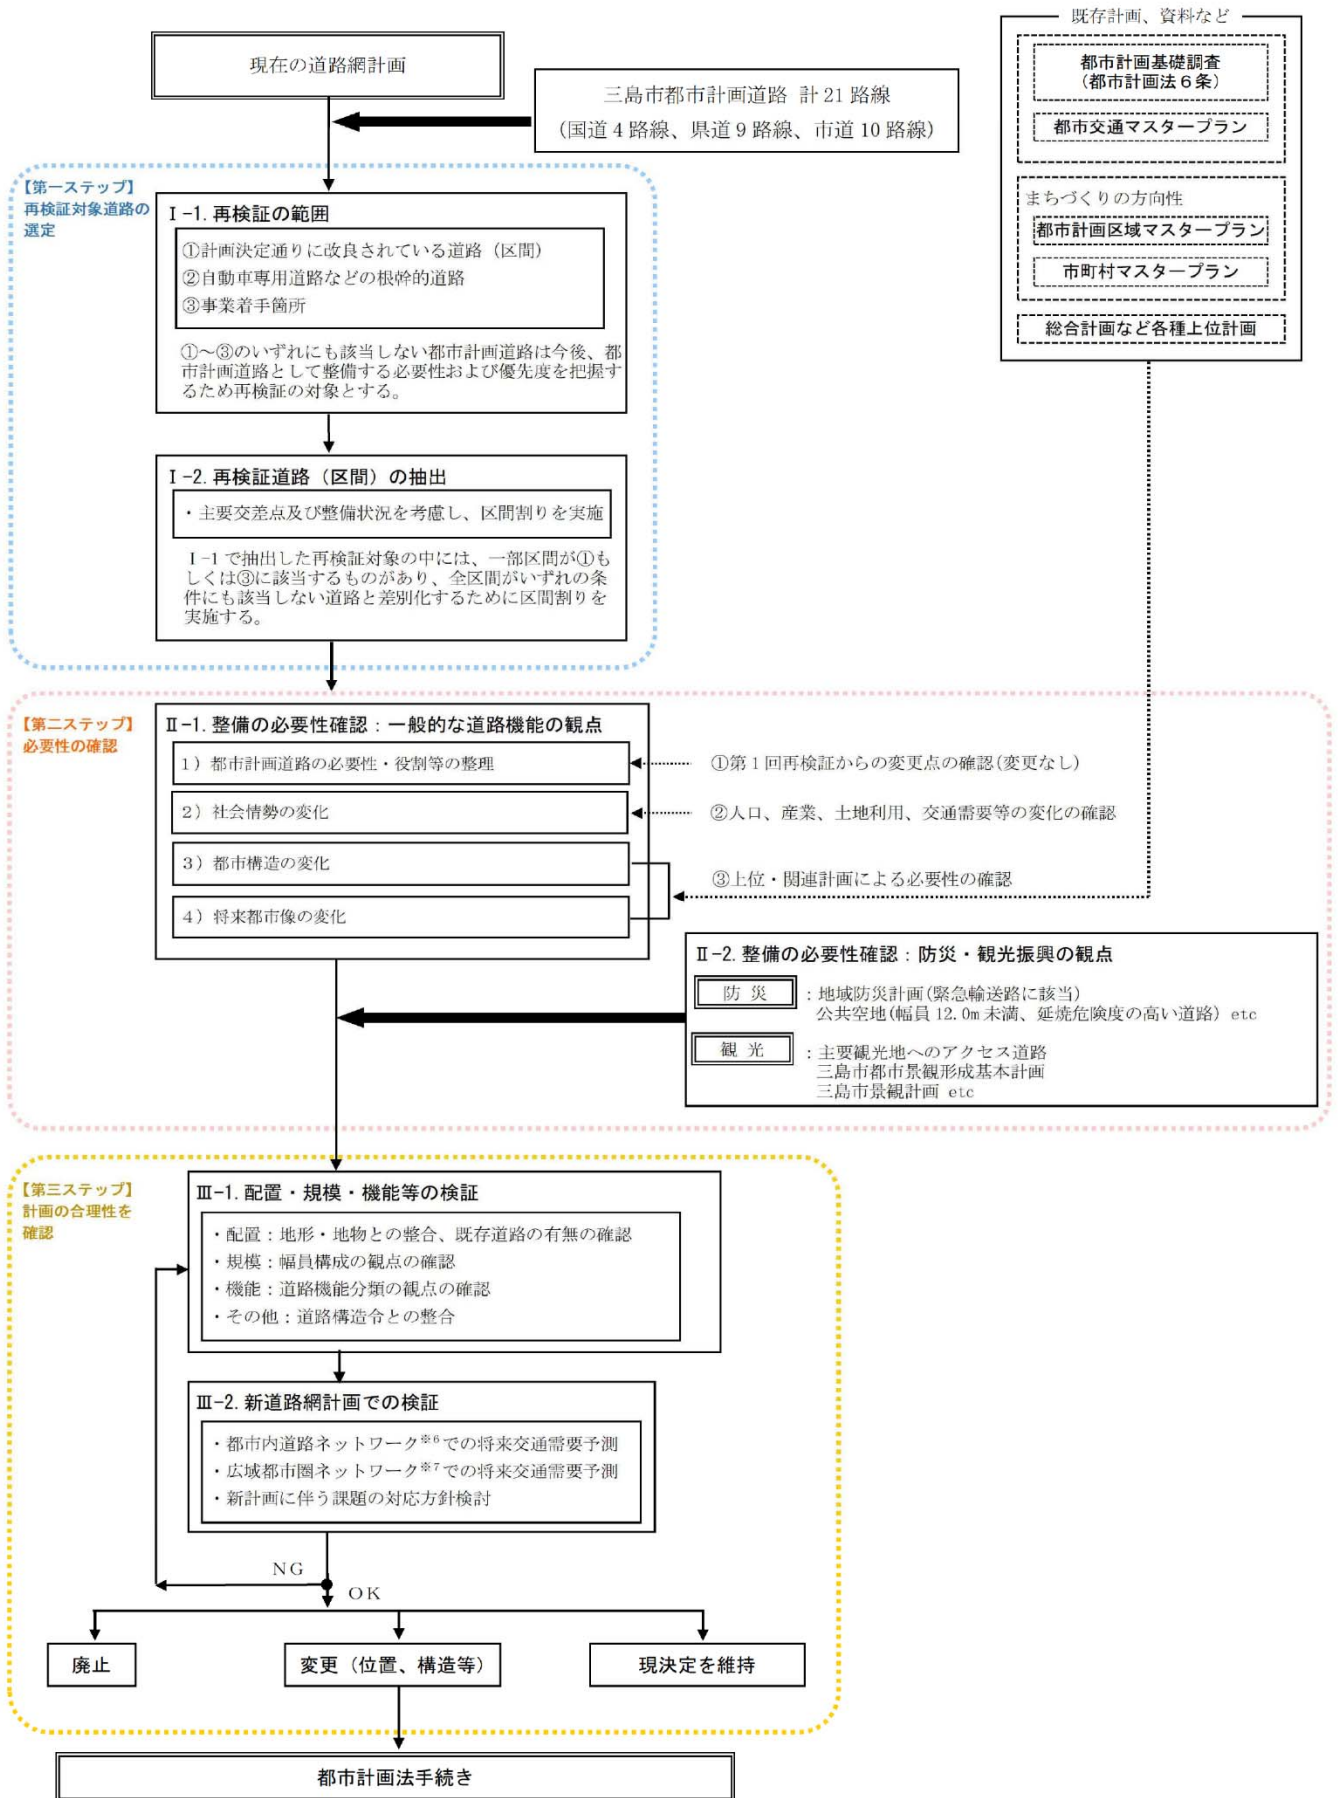 現在の道路網計画
三島市都市計画道路 計21路線
（国道4路線、県道9路線、市道10路線）
既存計画、資料など
都市計画基礎調査
（都市計画法６条）
都市交通マスタープラン
まちづくりの方向性
都市計画区域マスタープラン
市町村マスタープラン
総合計画など各種上位計画
【第一ステップ】
再検証対象道路の
選定
Ⅰ-1. 再検証の範囲
①計画決定通りに改良されている道路（区間）
②自動車専用道路などの根幹的道路
③事業着手箇所
①～③のいずれにも該当しない都市計画道路は今後、都
市計画道路として整備する必要性および優先度を把握す
るため再検証の対象とする。
Ⅰ-2. 再検証道路（区間）の抽出
・主要交差点及び整備状況を考慮し、区間割りを実施
Ⅰ-1で抽出した再検証対象の中には、一部区間が①も
しくは③に該当するものがあり、全区間がいずれの条
件にも該当しない道路と差別化するために区間割りを
実施する。
【第二ステップ】
必要性の確認
Ⅱ-1. 整備の必要性確認：一般的な道路機能の観点
1）都市計画道路の必要性・役割等の整理
①第１回再検証からの変更点の確認(変更なし)
2）社会情勢の変化
②人口、産業、土地利用、交通需要等の変化の確認
3）都市構造の変化
③上位・関連計画による必要性の確認
4）将来都市像の変化
Ⅱ-2. 整備の必要性確認：防災・観光振興の観点
防 災
：地域防災計画(緊急輸送路に該当)
公共空地(幅員12.0m未満、延焼危険度の高い道路) etc
観 光
：主要観光地へのアクセス道路
三島市都市景観形成基本計画
三島市景観計画 etc
【第三ステップ】
計画の合理性を
確認
Ⅲ-1. 配置・規模・機能等の検証
・配置：地形・地物との整合、既存道路の有無の確認
・規模：幅員構成の観点の確認
・機能：道路機能分類の観点の確認
・その他：道路構造令との整合
Ⅲ-2. 新道路網計画での検証
・都市内道路ネットワーク※6での将来交通需要予測
・広域都市圏ネットワーク※7での将来交通需要予測
・新計画に伴う課題の対応方針検討
NG
OK
廃止
変更（位置、構造等）
現決定を維持
都市計画法手続き